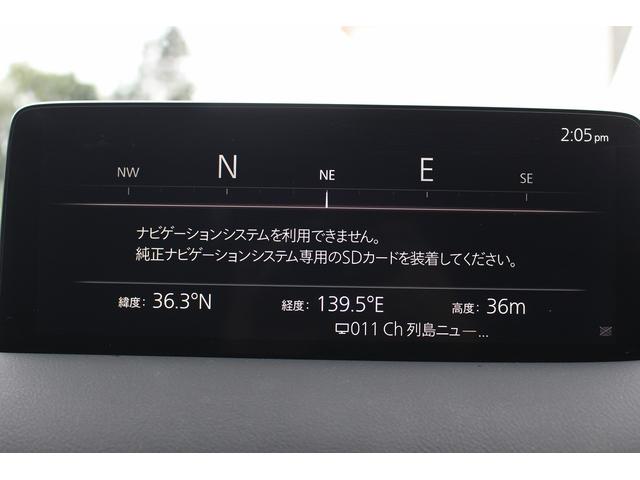 2:05pm
NW N NE E SE
ナビゲーションシステムを利用できません。
純正ナビゲーションシステム専用のSDカードを装着してください。
緯度: 36.3°N 経度: 139.5°E 高度: 36m
011 Ch 列島ニュー...